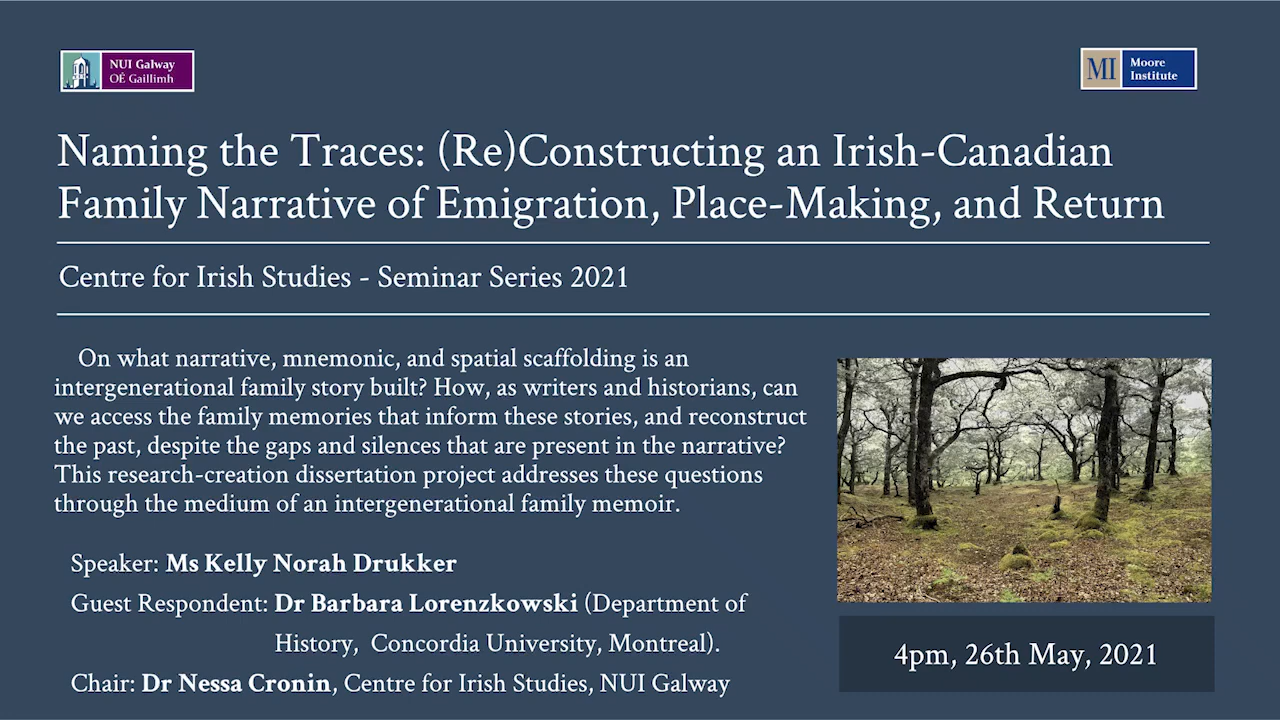 NUI Galway
OÉ Gaillimh
MI
Moore
Institute
Naming the Traces: (Re)Constructing an Irish-Canadian
Family Narrative of Emigration, Place-Making, and Return
Centre for Irish Studies - Seminar Series 2021
On what narrative, mnemonic, and spatial scaffolding is an
intergenerational family story built? How, as writers and historians, can
we access the family memories that inform these stories, and reconstruct
the past, despite the gaps and silences that are present in the narrative?
This research-creation dissertation project addresses these questions
through the medium of an intergenerational family memoir.
Speaker: Ms Kelly Norah Drukker
Guest Respondent: Dr Barbara Lorenzkowski (Department of
History, Concordia University, Montreal).
Chair: Dr Nessa Cronin, Centre for Irish Studies, NUI Galway
4pm, 26th May, 2021